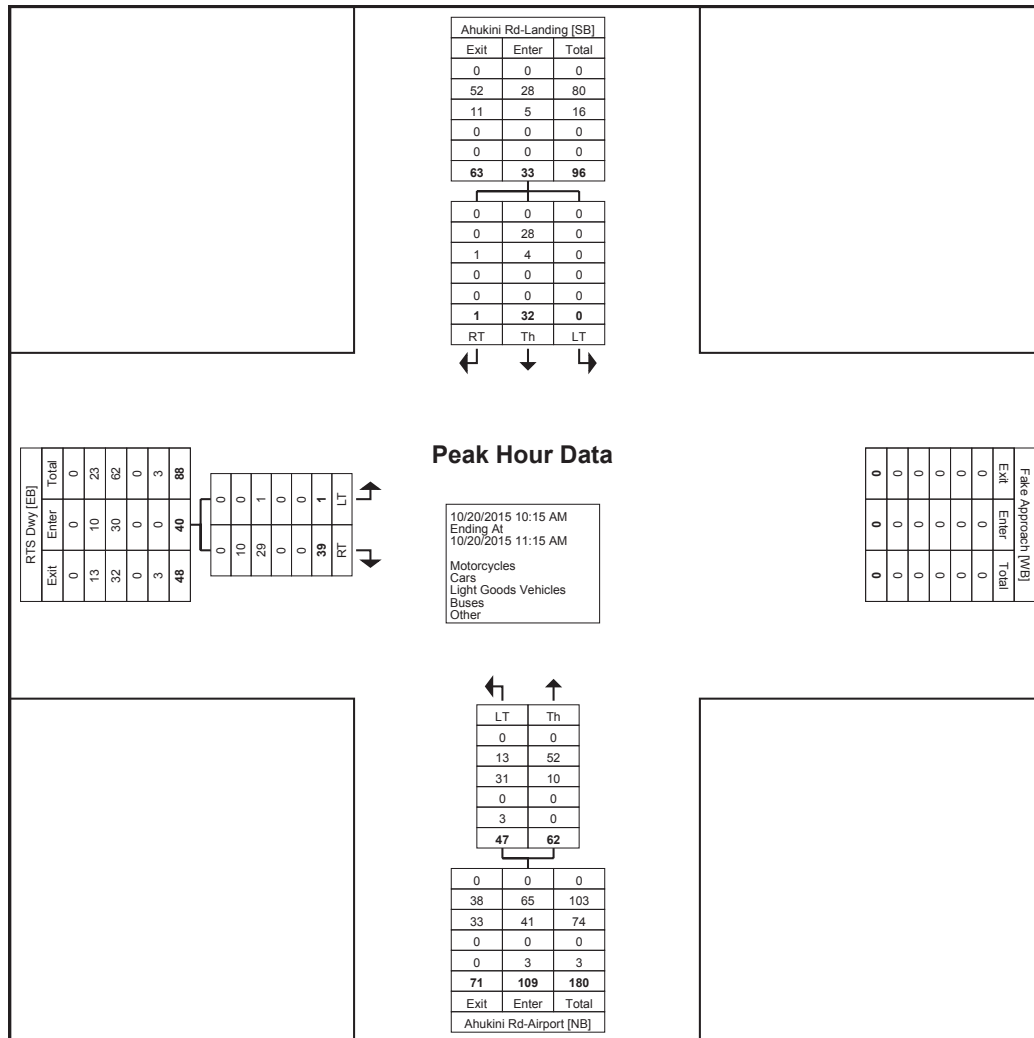 Ahukini Rd-Landing [SB]
Exit Enter Total
0 0 0
52 28 80
11 5 16
0 0 0
0 0 0
63 33 96
0 0 0
0 28 0
1 4 0
0 0 0
0 0 0
1 32 0
RT Th LT
RTS Dwy [EB]
Total 0 23 62 0 3 88
Enter 0 10 30 0 0 40
Exit 0 13 32 0 3 48
0 0 1 0 0 1 LT
0 10 29 0 0 39 RT
Peak Hour Data
10/20/2015 10:15 AM
Ending At
10/20/2015 11:15 AM
Motorcycles
Cars
Light Goods Vehicles
Buses
Other
Fake Approach [WB]
Exit Enter Total
0 0 0
0 0 0
0 0 0
0 0 0
0 0 0
0 0 0
LT Th
0 0
13 52
31 10
0 0
3 0
47 62
0 0 0
38 65 103
33 41 74
0 0 0
0 3 3
71 109 180
Exit Enter Total
Ahukini Rd-Airport [NB]